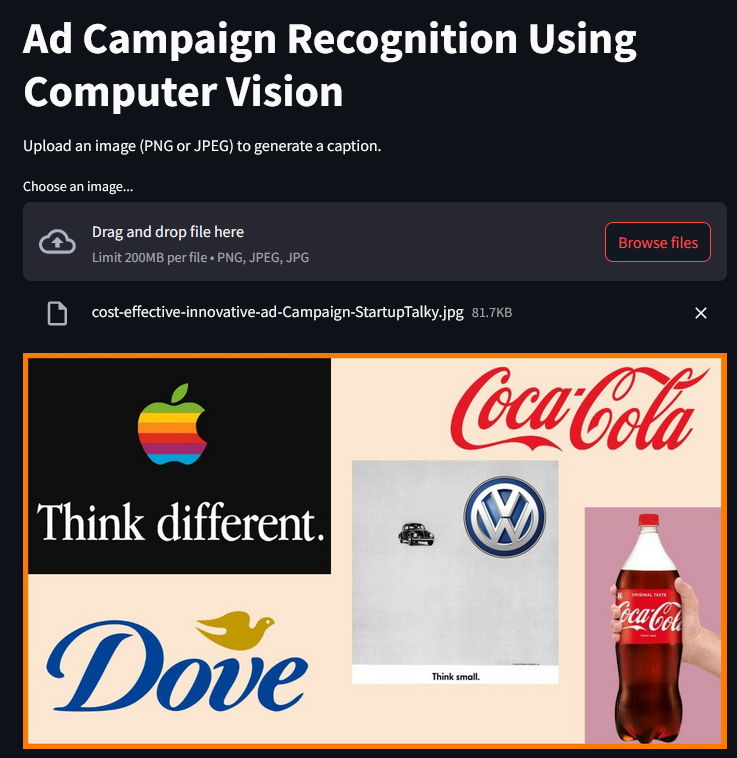 Ad Campaign Recognition Using
Computer Vision
Upload an image (PNG or JPEG) to generate a caption.
Choose an image...
Drag and drop file here
Limit 200MB per file • PNG, JPEG, JPG
Browse files
cost-effective-innovative-ad-Campaign-StartupTalky.jpg 81.7KB
Think different.
Coca-Cola
Think small.
Dove
ORIGINAL TASTE
Coca-Cola